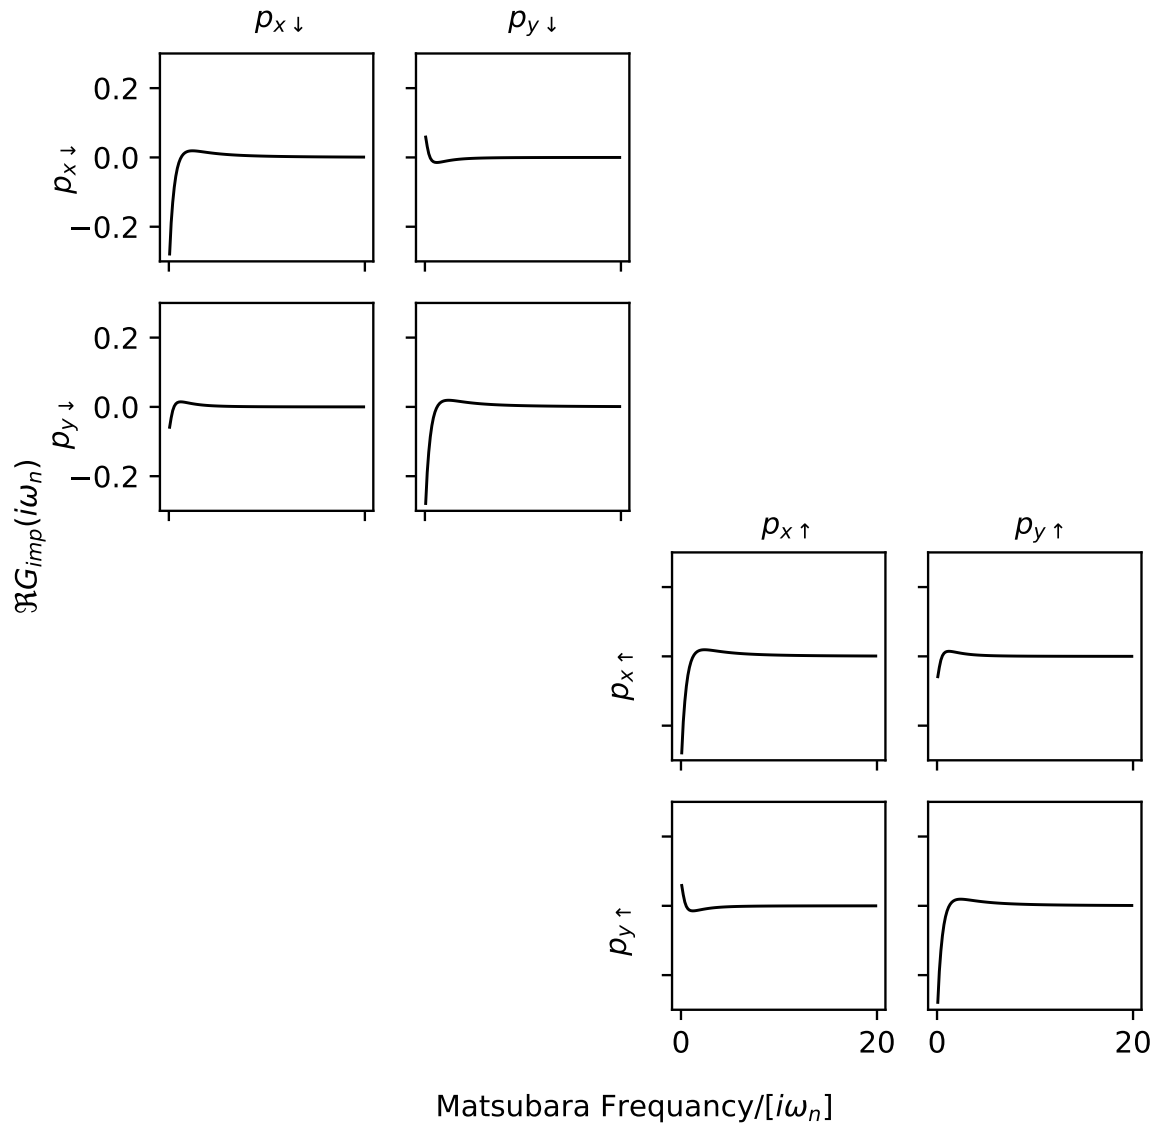 p_{x↓} p_{y↓}
0.2
p_{x↓} 0.0
−0.2
0.2
p_{y↓} 0.0
−0.2
ℜG_{imp}(iω_n)
p_{x↑} p_{y↑}
p_{x↑}
p_{y↑}
0 20 0 20
Matsubara Frequancy/[iω_n]